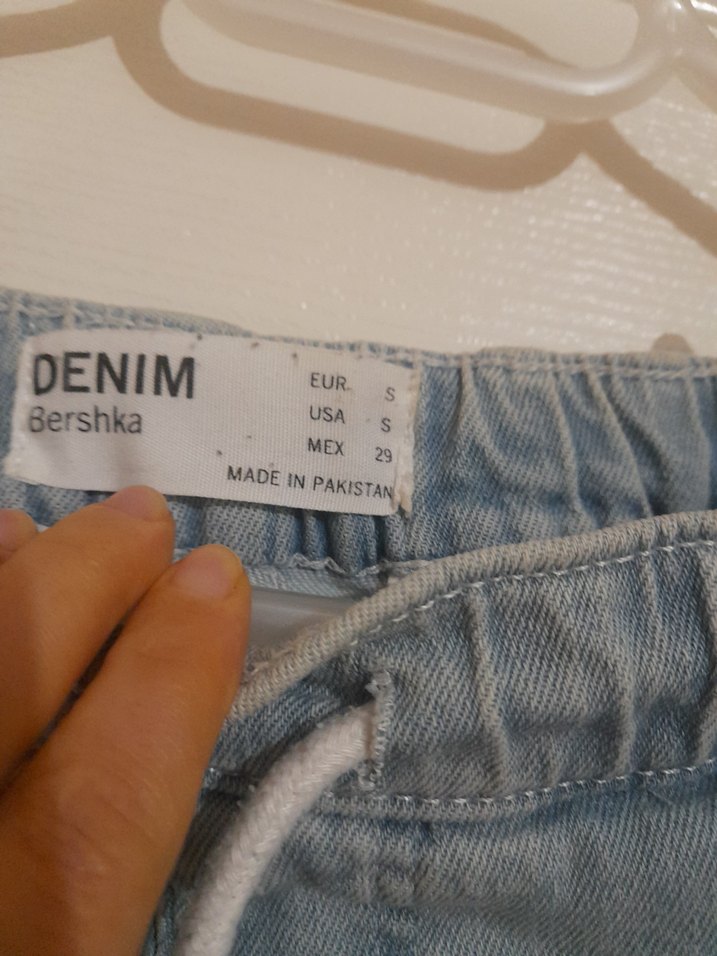 DENIM
Bershka
EUR S
USA S
MEX 29
MADE IN PAKISTAN